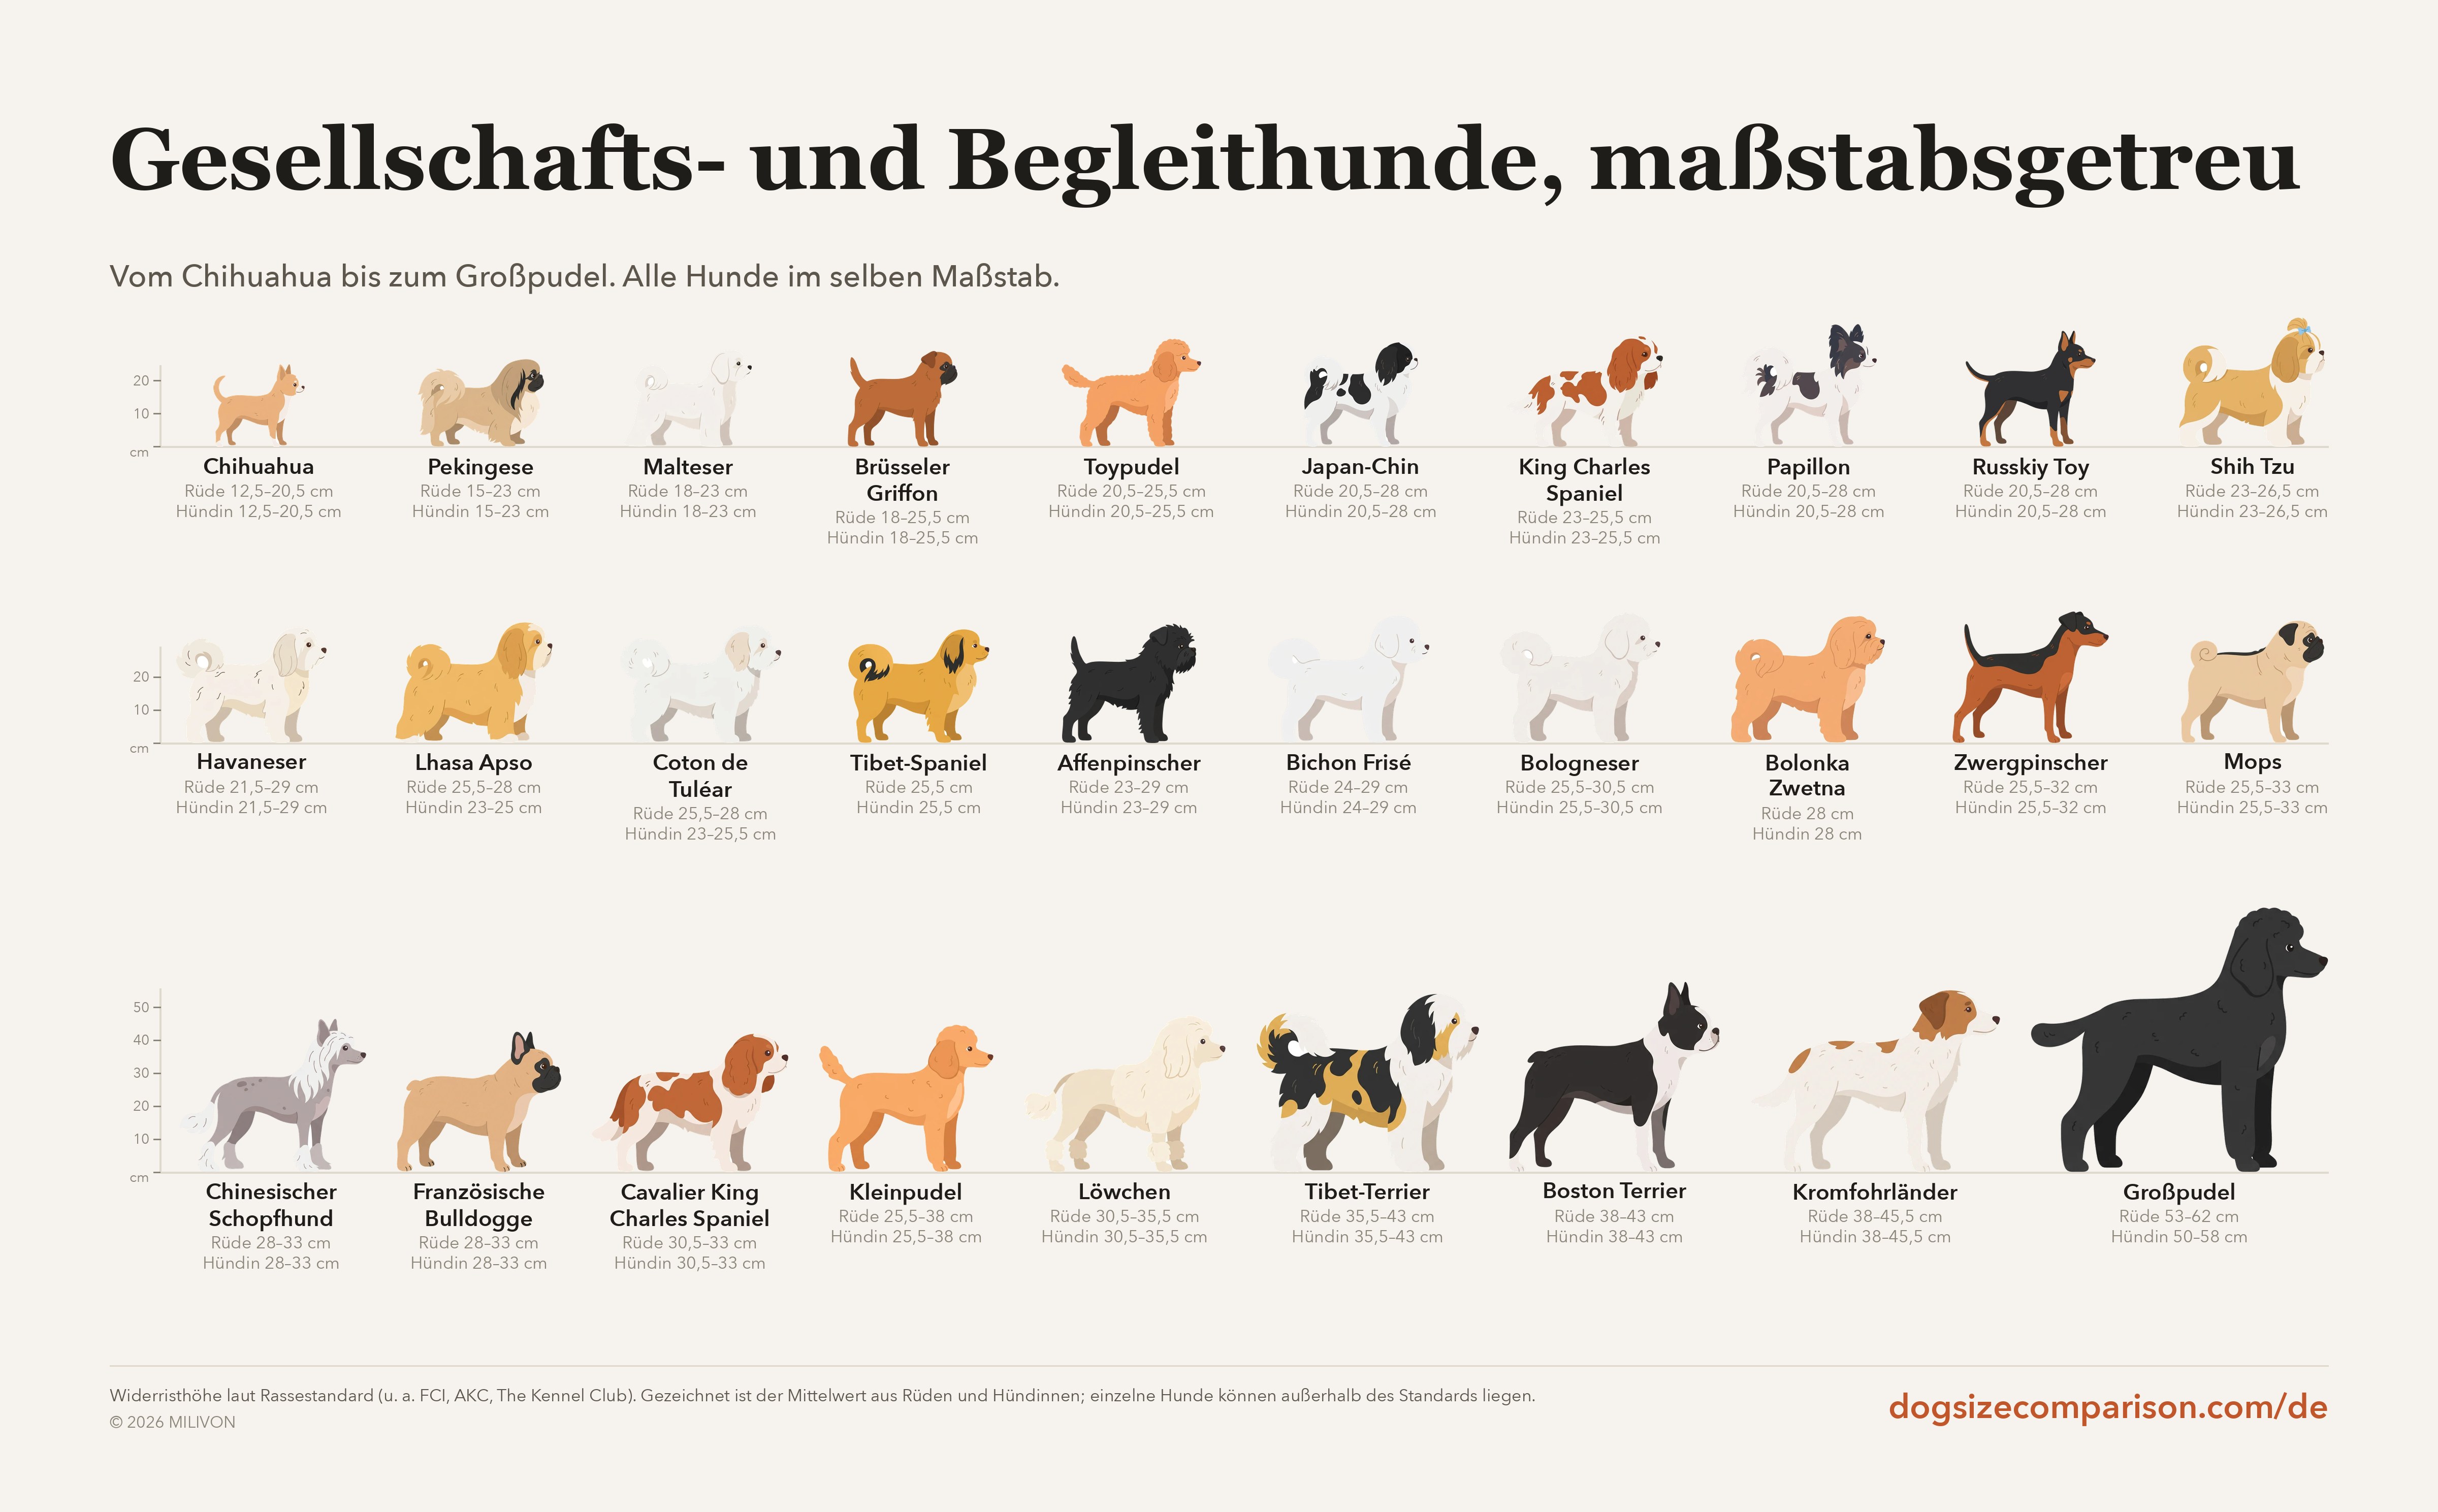 Gesellschafts- und Begleithunde, maßstabsgetreu
Vom Chihuahua bis zum Großpudel. Alle Hunde im selben Maßstab.
20
10
cm
Chihuahua
Rüde 12,5–20,5 cm
Hündin 12,5–20,5 cm
Pekingese
Rüde 15–23 cm
Hündin 15–23 cm
Malteser
Rüde 18–23 cm
Hündin 18–23 cm
Brüsseler
Griffon
Rüde 18–25,5 cm
Hündin 18–25,5 cm
Toypudel
Rüde 20,5–25,5 cm
Hündin 20,5–25,5 cm
Japan-Chin
Rüde 20,5–28 cm
Hündin 20,5–28 cm
King Charles
Spaniel
Rüde 23–25,5 cm
Hündin 23–25,5 cm
Papillon
Rüde 20,5–28 cm
Hündin 20,5–28 cm
Russkiy Toy
Rüde 20,5–28 cm
Hündin 20,5–28 cm
Shih Tzu
Rüde 23–26,5 cm
Hündin 23–26,5 cm
20
10
cm
Havaneser
Rüde 21,5–29 cm
Hündin 21,5–29 cm
Lhasa Apso
Rüde 25,5–28 cm
Hündin 23–25 cm
Coton de
Tuléar
Rüde 25,5–28 cm
Hündin 23–25,5 cm
Tibet-Spaniel
Rüde 25,5 cm
Hündin 25,5 cm
Affenpinscher
Rüde 23–29 cm
Hündin 23–29 cm
Bichon Frisé
Rüde 24–29 cm
Hündin 24–29 cm
Bologneser
Rüde 25,5–30,5 cm
Hündin 25,5–30,5 cm
Bolonka
Zwetna
Rüde 28 cm
Hündin 28 cm
Zwergpinscher
Rüde 25,5–32 cm
Hündin 25,5–32 cm
Mops
Rüde 25,5–33 cm
Hündin 25,5–33 cm
50
40
30
20
10
cm
Chinesischer
Schopfhund
Rüde 28–33 cm
Hündin 28–33 cm
Französische
Bulldogge
Rüde 28–33 cm
Hündin 28–33 cm
Cavalier King
Charles Spaniel
Rüde 30,5–33 cm
Hündin 30,5–33 cm
Kleinpudel
Rüde 25,5–38 cm
Hündin 25,5–38 cm
Löwchen
Rüde 30,5–35,5 cm
Hündin 30,5–35,5 cm
Tibet-Terrier
Rüde 35,5–43 cm
Hündin 35,5–43 cm
Boston Terrier
Rüde 38–43 cm
Hündin 38–43 cm
Kromfohrländer
Rüde 38–45,5 cm
Hündin 38–45,5 cm
Großpudel
Rüde 53–62 cm
Hündin 50–58 cm
Widerristhöhe laut Rassestandard (u. a. FCI, AKC, The Kennel Club). Gezeichnet ist der Mittelwert aus Rüden und Hündinnen; einzelne Hunde können außerhalb des Standards liegen.
© 2026 MILIVON
dogsizecomparison.com/de